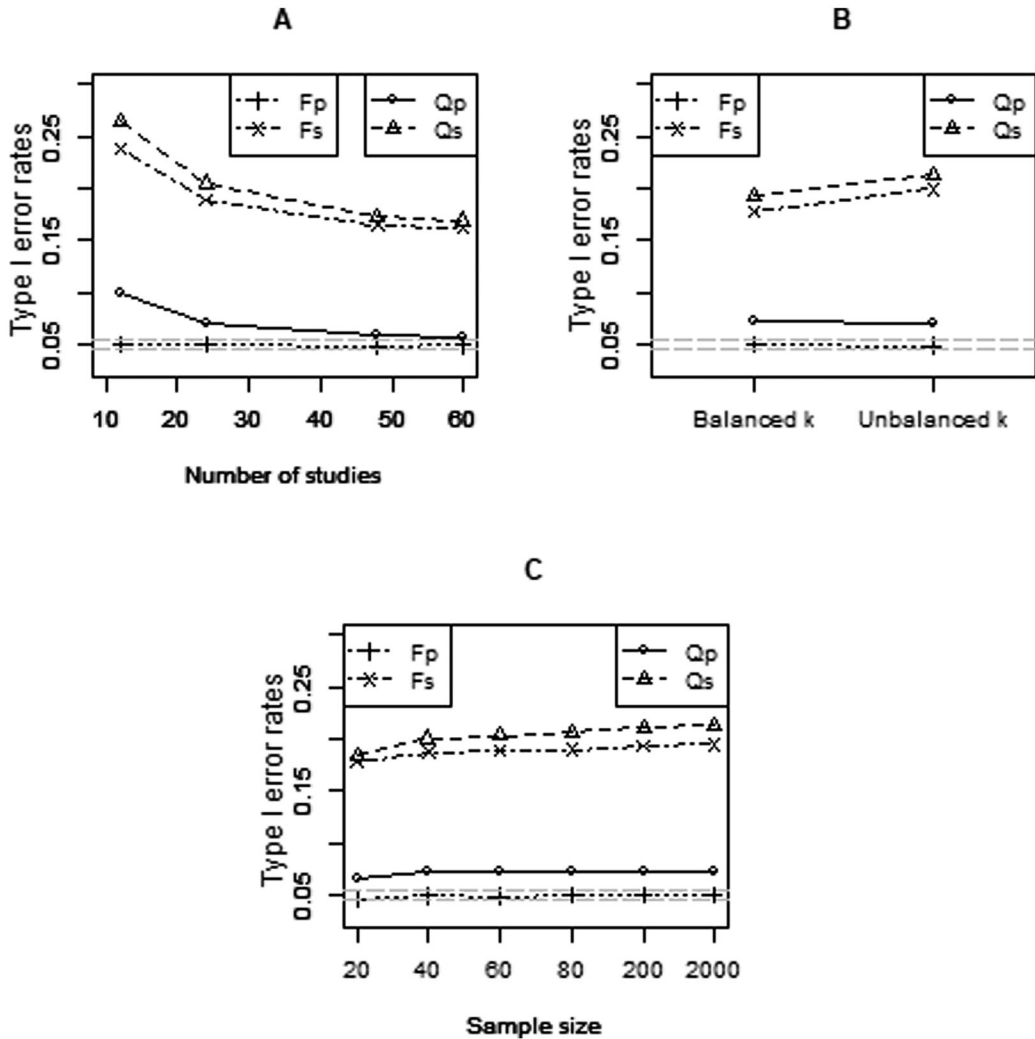 A
Fp
Fs
Qp
Qs
Type I error rates
0.05
0.15
0.25
10 20 30 40 50 60
Number of studies
B
Fp
Fs
Qp
Qs
Type I error rates
0.05
0.15
0.25
Balanced k Unbalanced k
C
Fp
Fs
Qp
Qs
Type I error rates
0.05
0.15
0.25
20 40 60 80 200 2000
Sample size